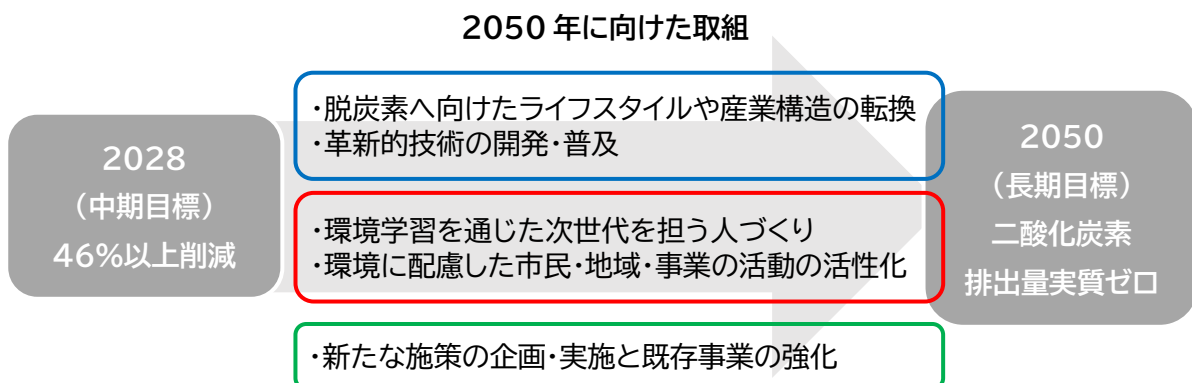 2050年に向けた取組
・脱炭素へ向けたライフスタイルや産業構造の転換
・革新的技術の開発・普及
2028
（中期目標）
46％以上削減
・環境学習を通じた次世代を担う人づくり
・環境に配慮した市民・地域・事業の活動の活性化
2050
（長期目標）
二酸化炭素
排出量実質ゼロ
・新たな施策の企画・実施と既存事業の強化